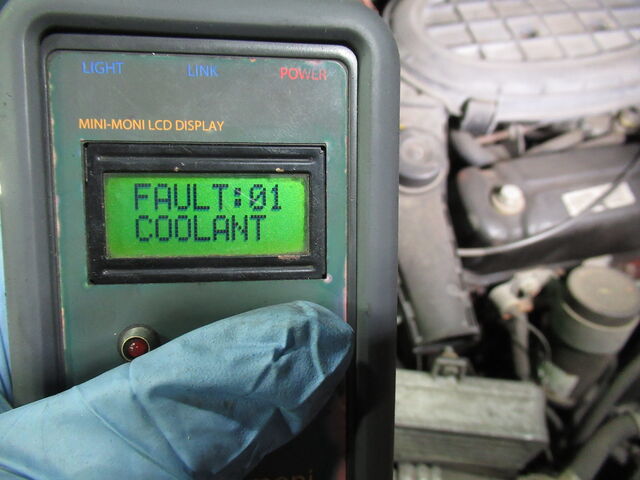 LIGHT LINK POWER
MINI-MONI LCD DISPLAY
FAULT:01
COOLANT